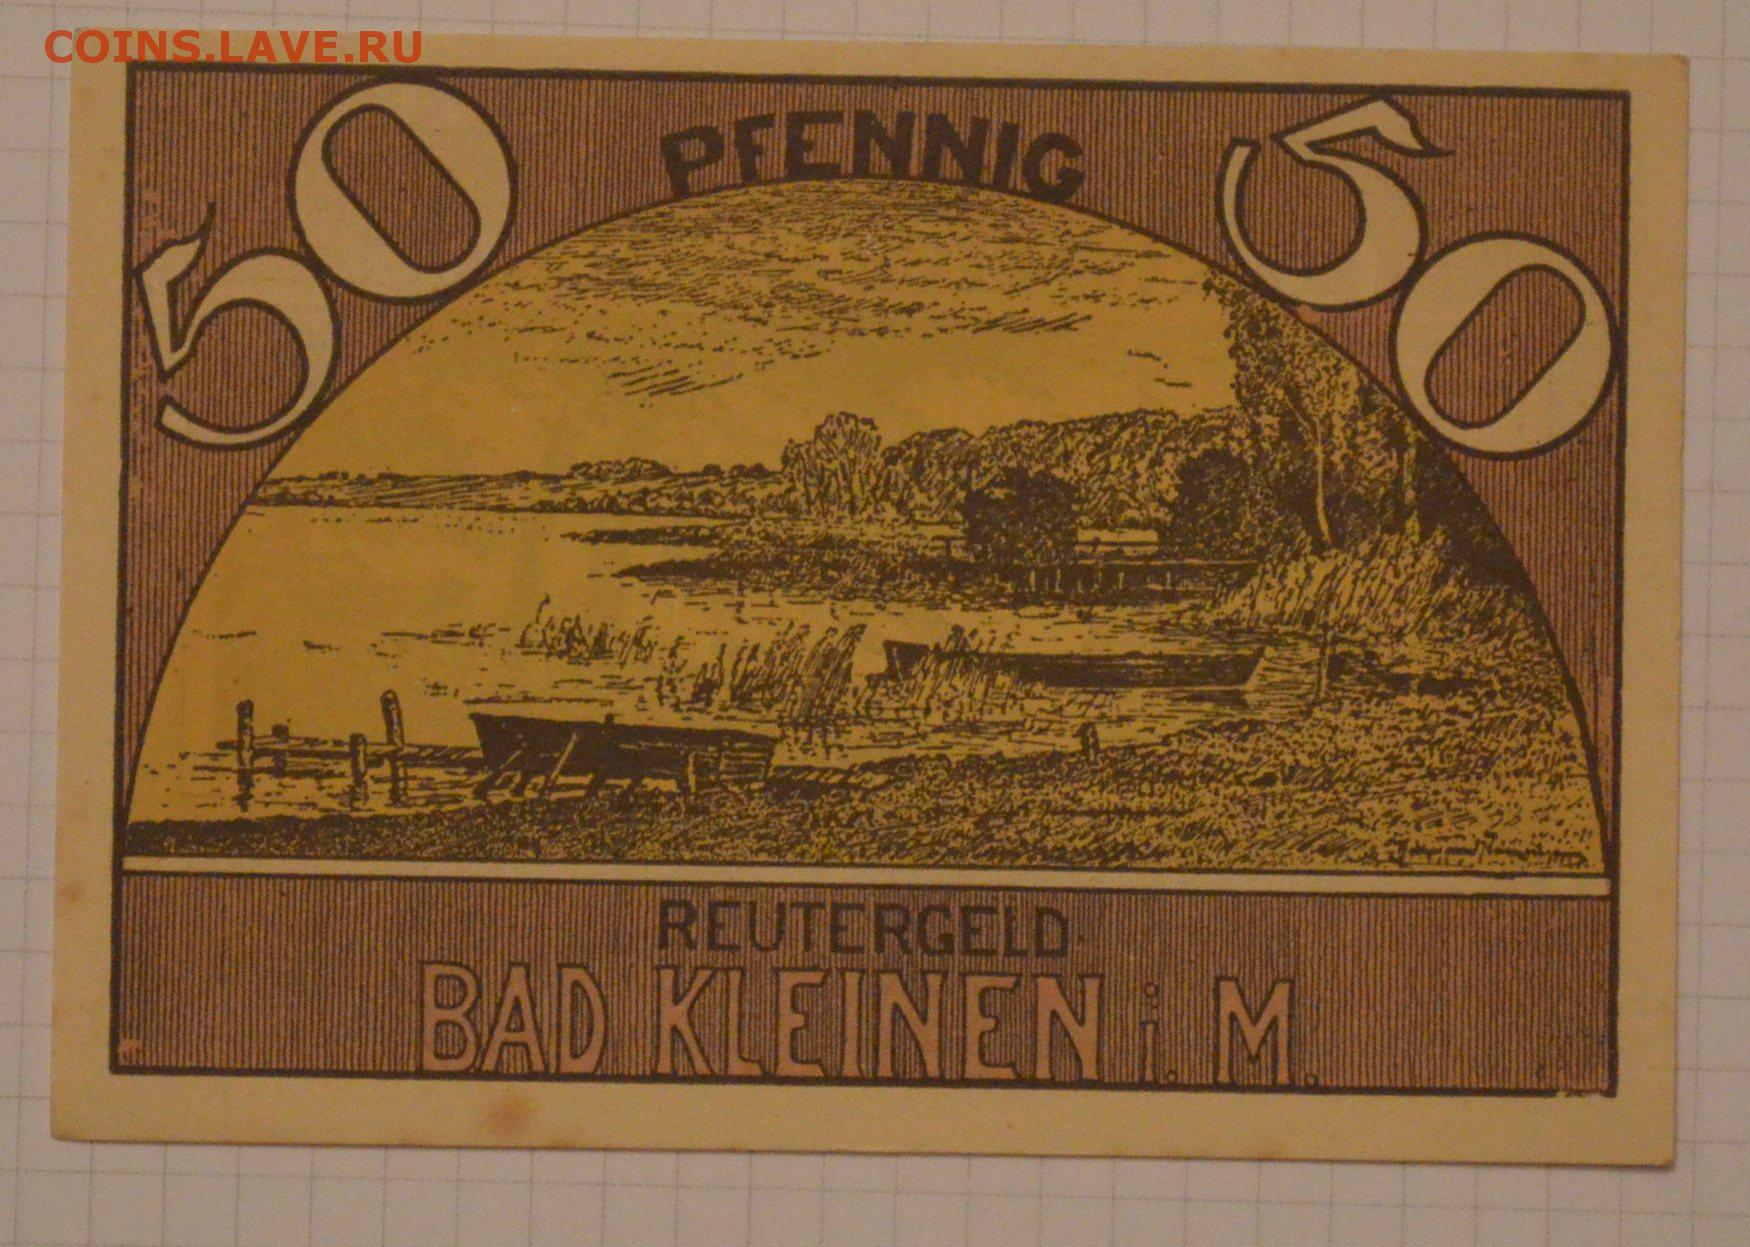 COINS.LAVE.RU
50 PFENNIG 50
REUTERGELD
BAD KLEINEN i. M.